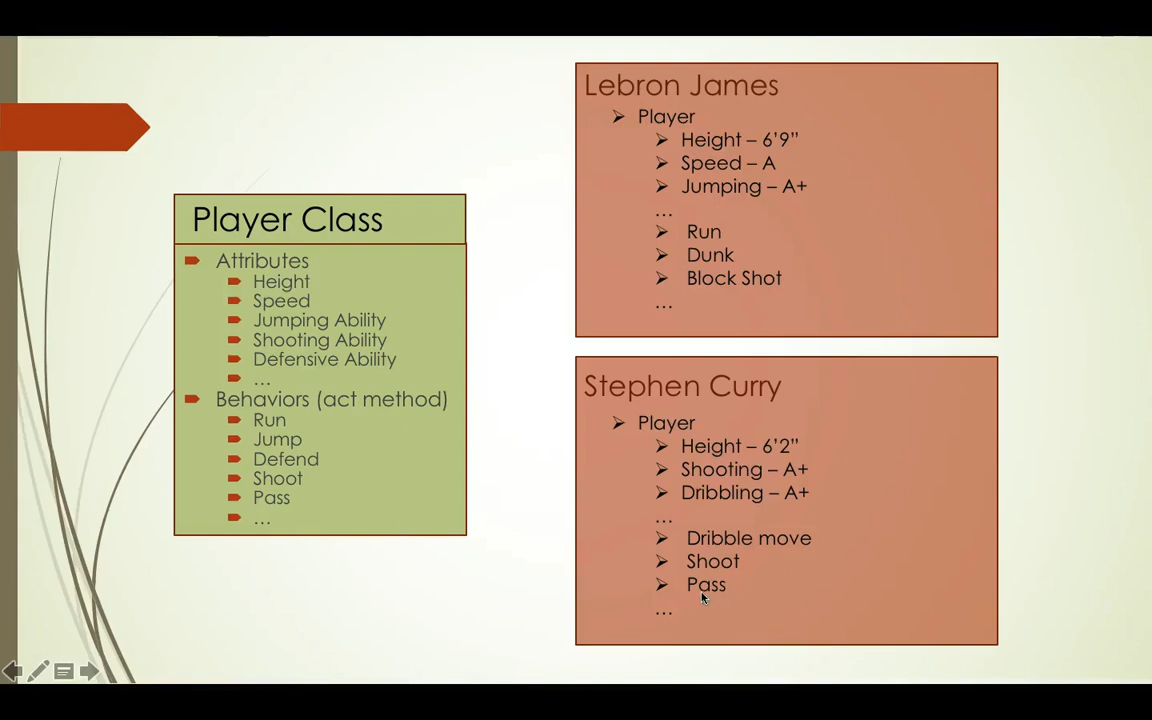 Player Class
Attributes
Height
Speed
Jumping Ability
Shooting Ability
Defensive Ability
…
Behaviors (act method)
Run
Jump
Defend
Shoot
Pass
…
Lebron James
Player
Height – 6’9”
Speed – A
Jumping – A+
…
Run
Dunk
Block Shot
…
Stephen Curry
Player
Height – 6’2”
Shooting – A+
Dribbling – A+
…
Dribble move
Shoot
Pass
…